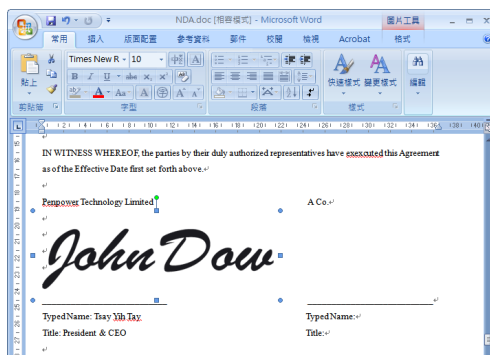 NDA.doc [相容模式] - Microsoft Word
圖片工具
常用 插入 版面配置 參考資料 郵件 校閱 檢視 Acrobat 格式
Times New R 10
貼上
快速樣式 變更樣式
編輯
剪貼簿 字型 段落 樣式
IN WITNESS WHEREOF, the parties by their duly authorized representatives have exexcuted this Agreement
as of the Effective Date first set forth above.
Penpower Technology Limited A Co.
John Dow
Typed Name: Tsay Yih Tay Typed Name:
Title: President & CEO Title: